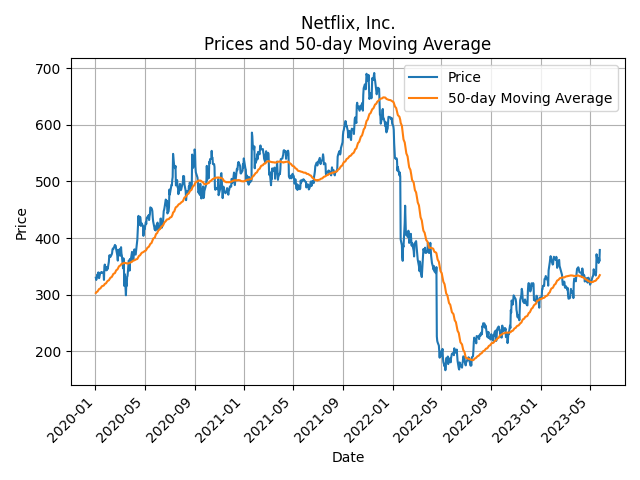 Netflix, Inc.
Prices and 50-day Moving Average
Price
50-day Moving Average
700
600
500
400
300
200
Price
2020-01
2020-05
2020-09
2021-01
2021-05
2021-09
2022-01
2022-05
2022-09
2023-01
2023-05
Date